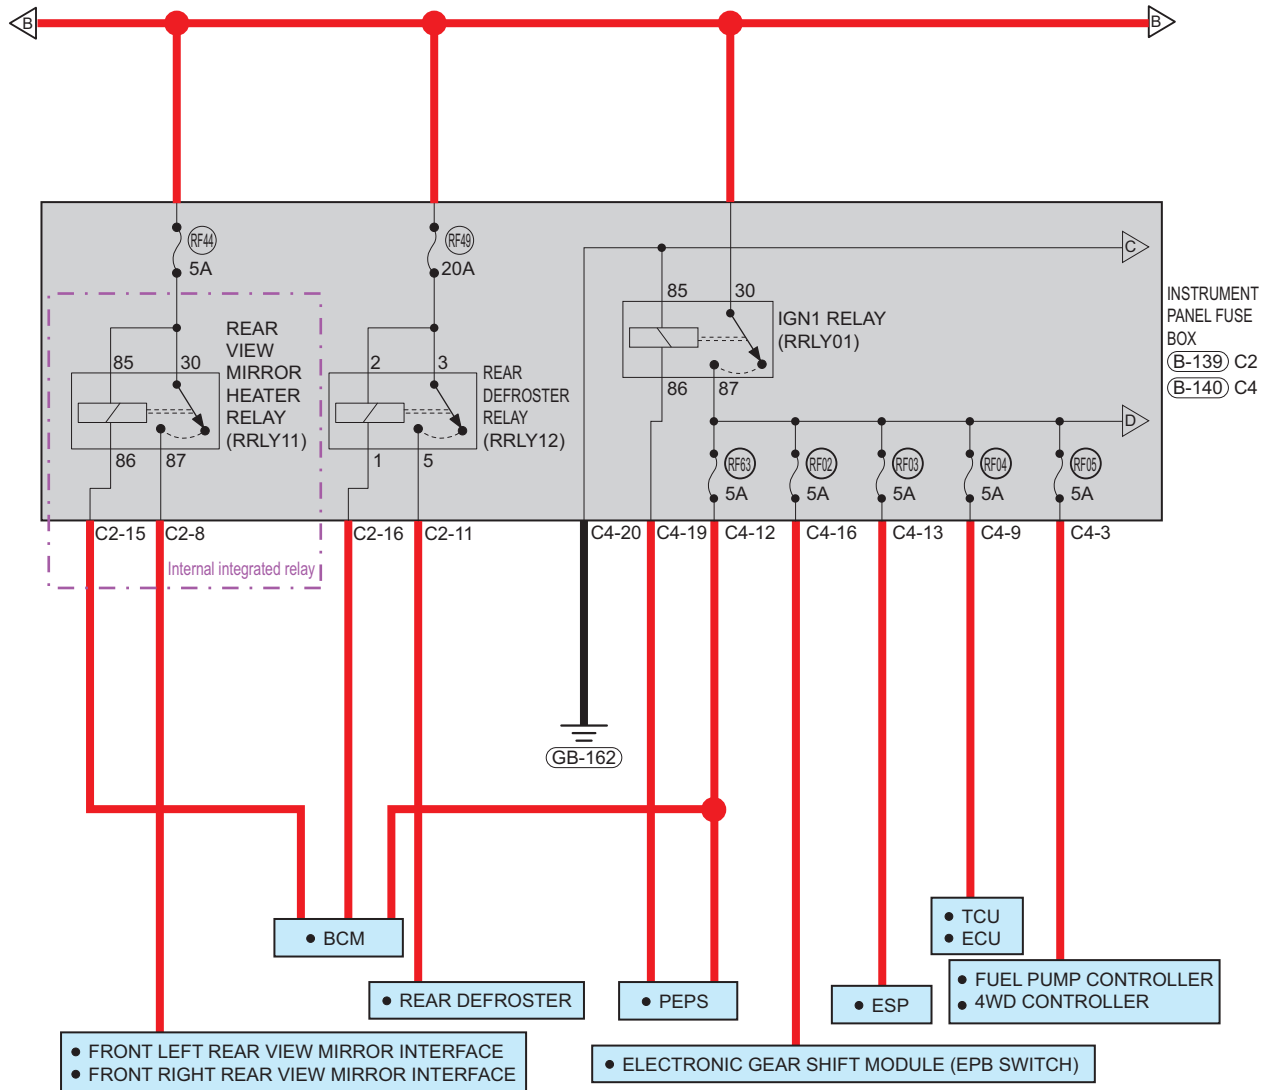 B
B
RF44
5A
RF49
20A
C
INSTRUMENT
PANEL FUSE
BOX
B-139 C2
B-140 C4
REAR
VIEW
MIRROR
HEATER
RELAY
(RRLY11)
85
30
86
87
2
3
REAR
DEFROSTER
RELAY
(RRLY12)
1
5
85
30
IGN1 RELAY
(RRLY01)
86
87
D
RF63
5A
RF02
5A
RF03
5A
RF04
5A
RF05
5A
C2-15
C2-8
C2-16
C2-11
C4-20
C4-19
C4-12
C4-16
C4-13
C4-9
C4-3
Internal integrated relay
GB-162
• BCM
• TCU
• ECU
• REAR DEFROSTER
• PEPS
• ESP
• FUEL PUMP CONTROLLER
• 4WD CONTROLLER
• FRONT LEFT REAR VIEW MIRROR INTERFACE
• FRONT RIGHT REAR VIEW MIRROR INTERFACE
• ELECTRONIC GEAR SHIFT MODULE (EPB SWITCH)